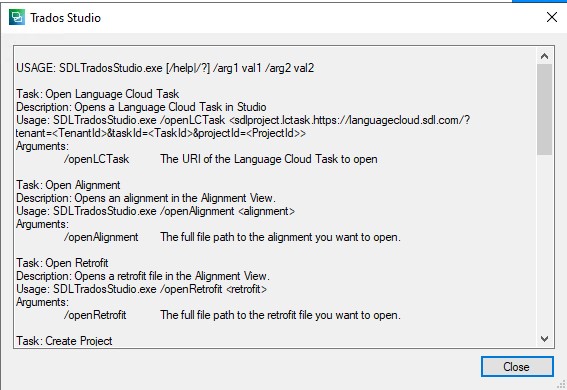 Trados Studio
USAGE: SDLTradosStudio.exe [/help|/?] /arg1 val1 /arg2 val2
Task: Open Language Cloud Task
Description: Opens a Language Cloud Task in Studio
Usage: SDLTradosStudio.exe /openLCTask <sdlproject.lctask.https://languagecloud.sdl.com/?
tenant=<TenantId>&taskId=<TaskId>&projectId=<ProjectId>>
Arguments:
/openLCTask The URI of the Language Cloud Task to open
Task: Open Alignment
Description: Opens an alignment in the Alignment View.
Usage: SDLTradosStudio.exe /openAlignment <alignment>
Arguments:
/openAlignment The full file path to the alignment you want to open.
Task: Open Retrofit
Description: Opens a retrofit file in the Alignment View.
Usage: SDLTradosStudio.exe /openRetrofit <retrofit>
Arguments:
/openRetrofit The full file path to the retrofit file you want to open.
Task: Create Project
Close